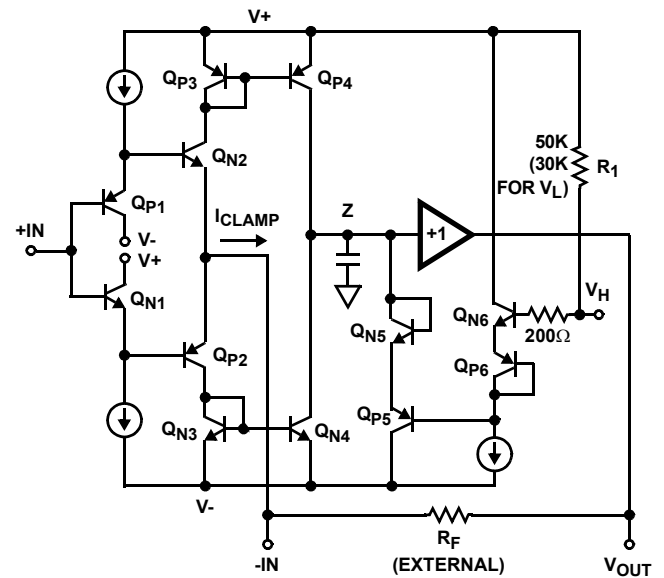 V+
QP3
QP4
50K
(30K
FOR VL)
R1
QN2
QP1
ICLAMP
Z
+IN
V-
V+
+1
VH
QN1
QN5
QN6
200Ω
QP2
QP6
QP5
QN3
QN4
V-
RF
-IN
(EXTERNAL)
VOUT